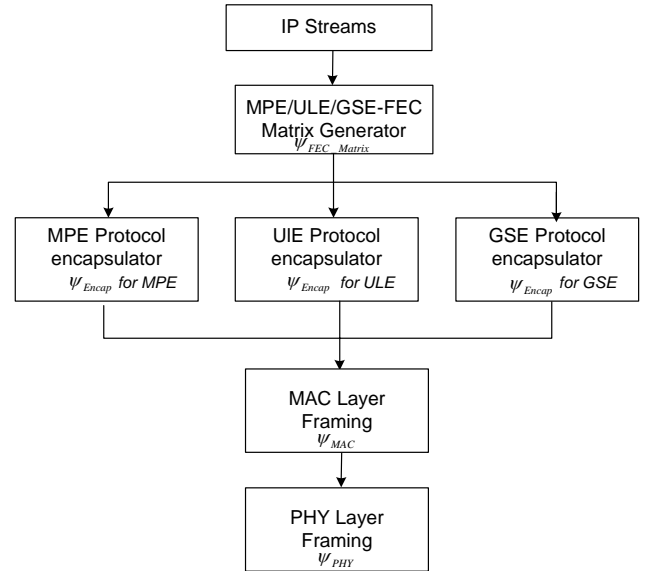 IP Streams
MPE/ULE/GSE-FEC
Matrix Generator
ψFEC_Matrix
MPE Protocol
encapsulator
ψEncap for MPE
UIE Protocol
encapsulator
ψEncap for ULE
GSE Protocol
encapsulator
ψEncap for GSE
MAC Layer
Framing
ψMAC
PHY Layer
Framing
ψPHY